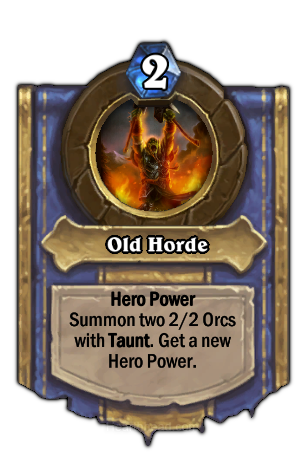 2
Old Horde
Hero Power
Summon two 2/2 Orcs
with Taunt. Get a new
Hero Power.